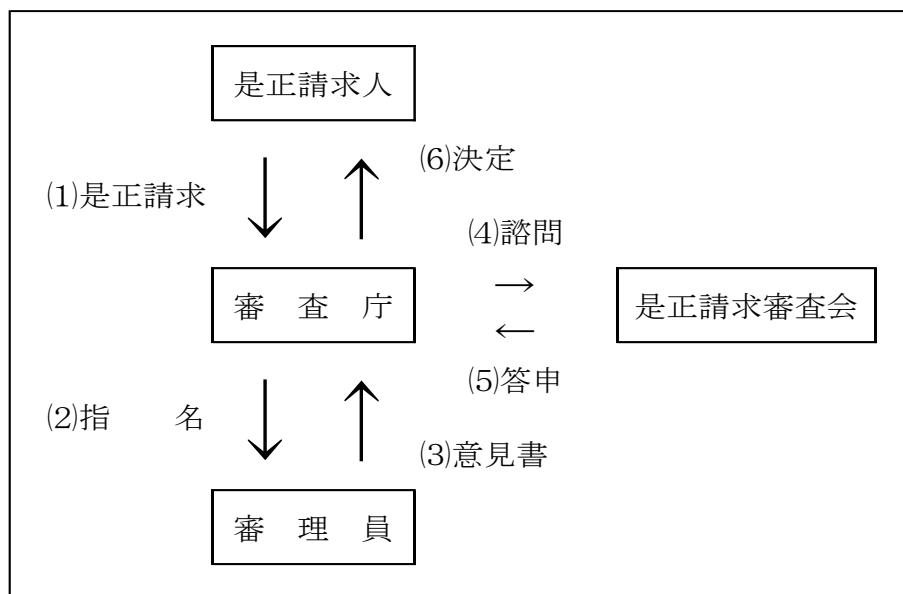 是正請求人
⑹決定
⑴是正請求
⑷諮問
→
審　査　庁
是正請求審査会
←
⑸答申
⑵指　　名
⑶意見書
審　理　員